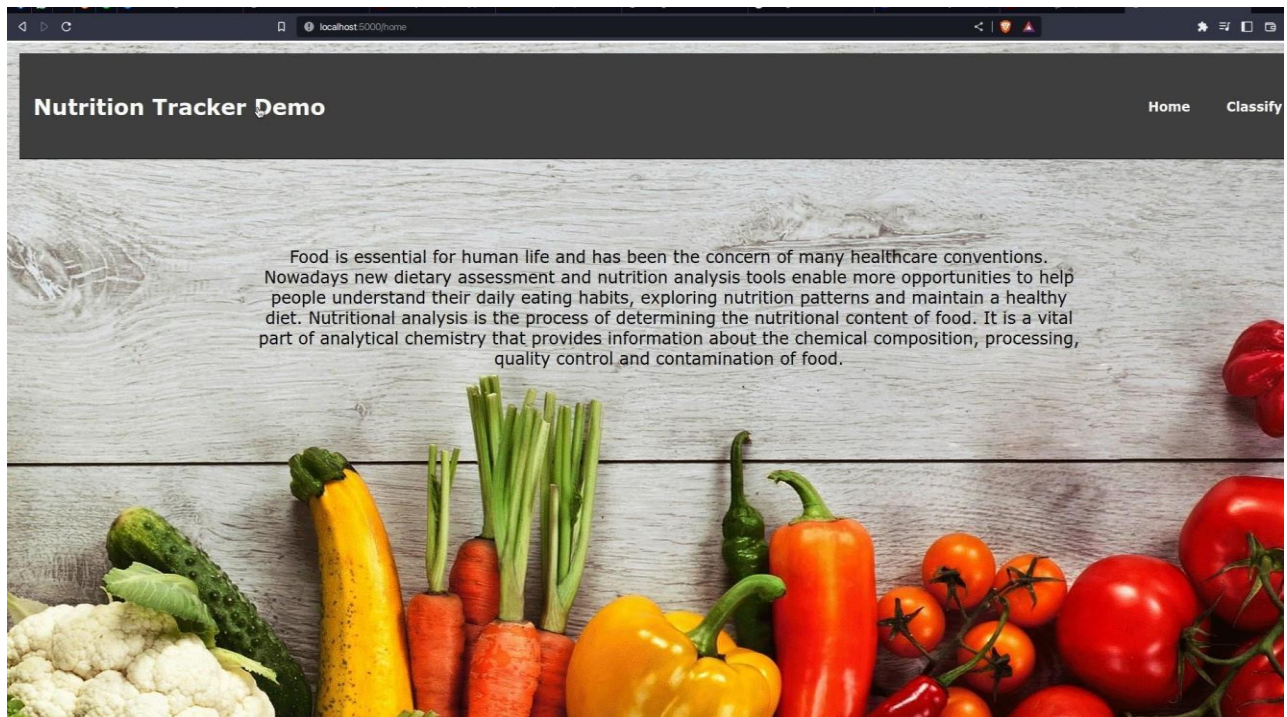 localhost:5000/home
Nutrition Tracker Demo
Home Classify
Food is essential for human life and has been the concern of many healthcare conventions.
Nowadays new dietary assessment and nutrition analysis tools enable more opportunities to help
people understand their daily eating habits, exploring nutrition patterns and maintain a healthy
diet. Nutritional analysis is the process of determining the nutritional content of food. It is a vital
part of analytical chemistry that provides information about the chemical composition, processing,
quality control and contamination of food.